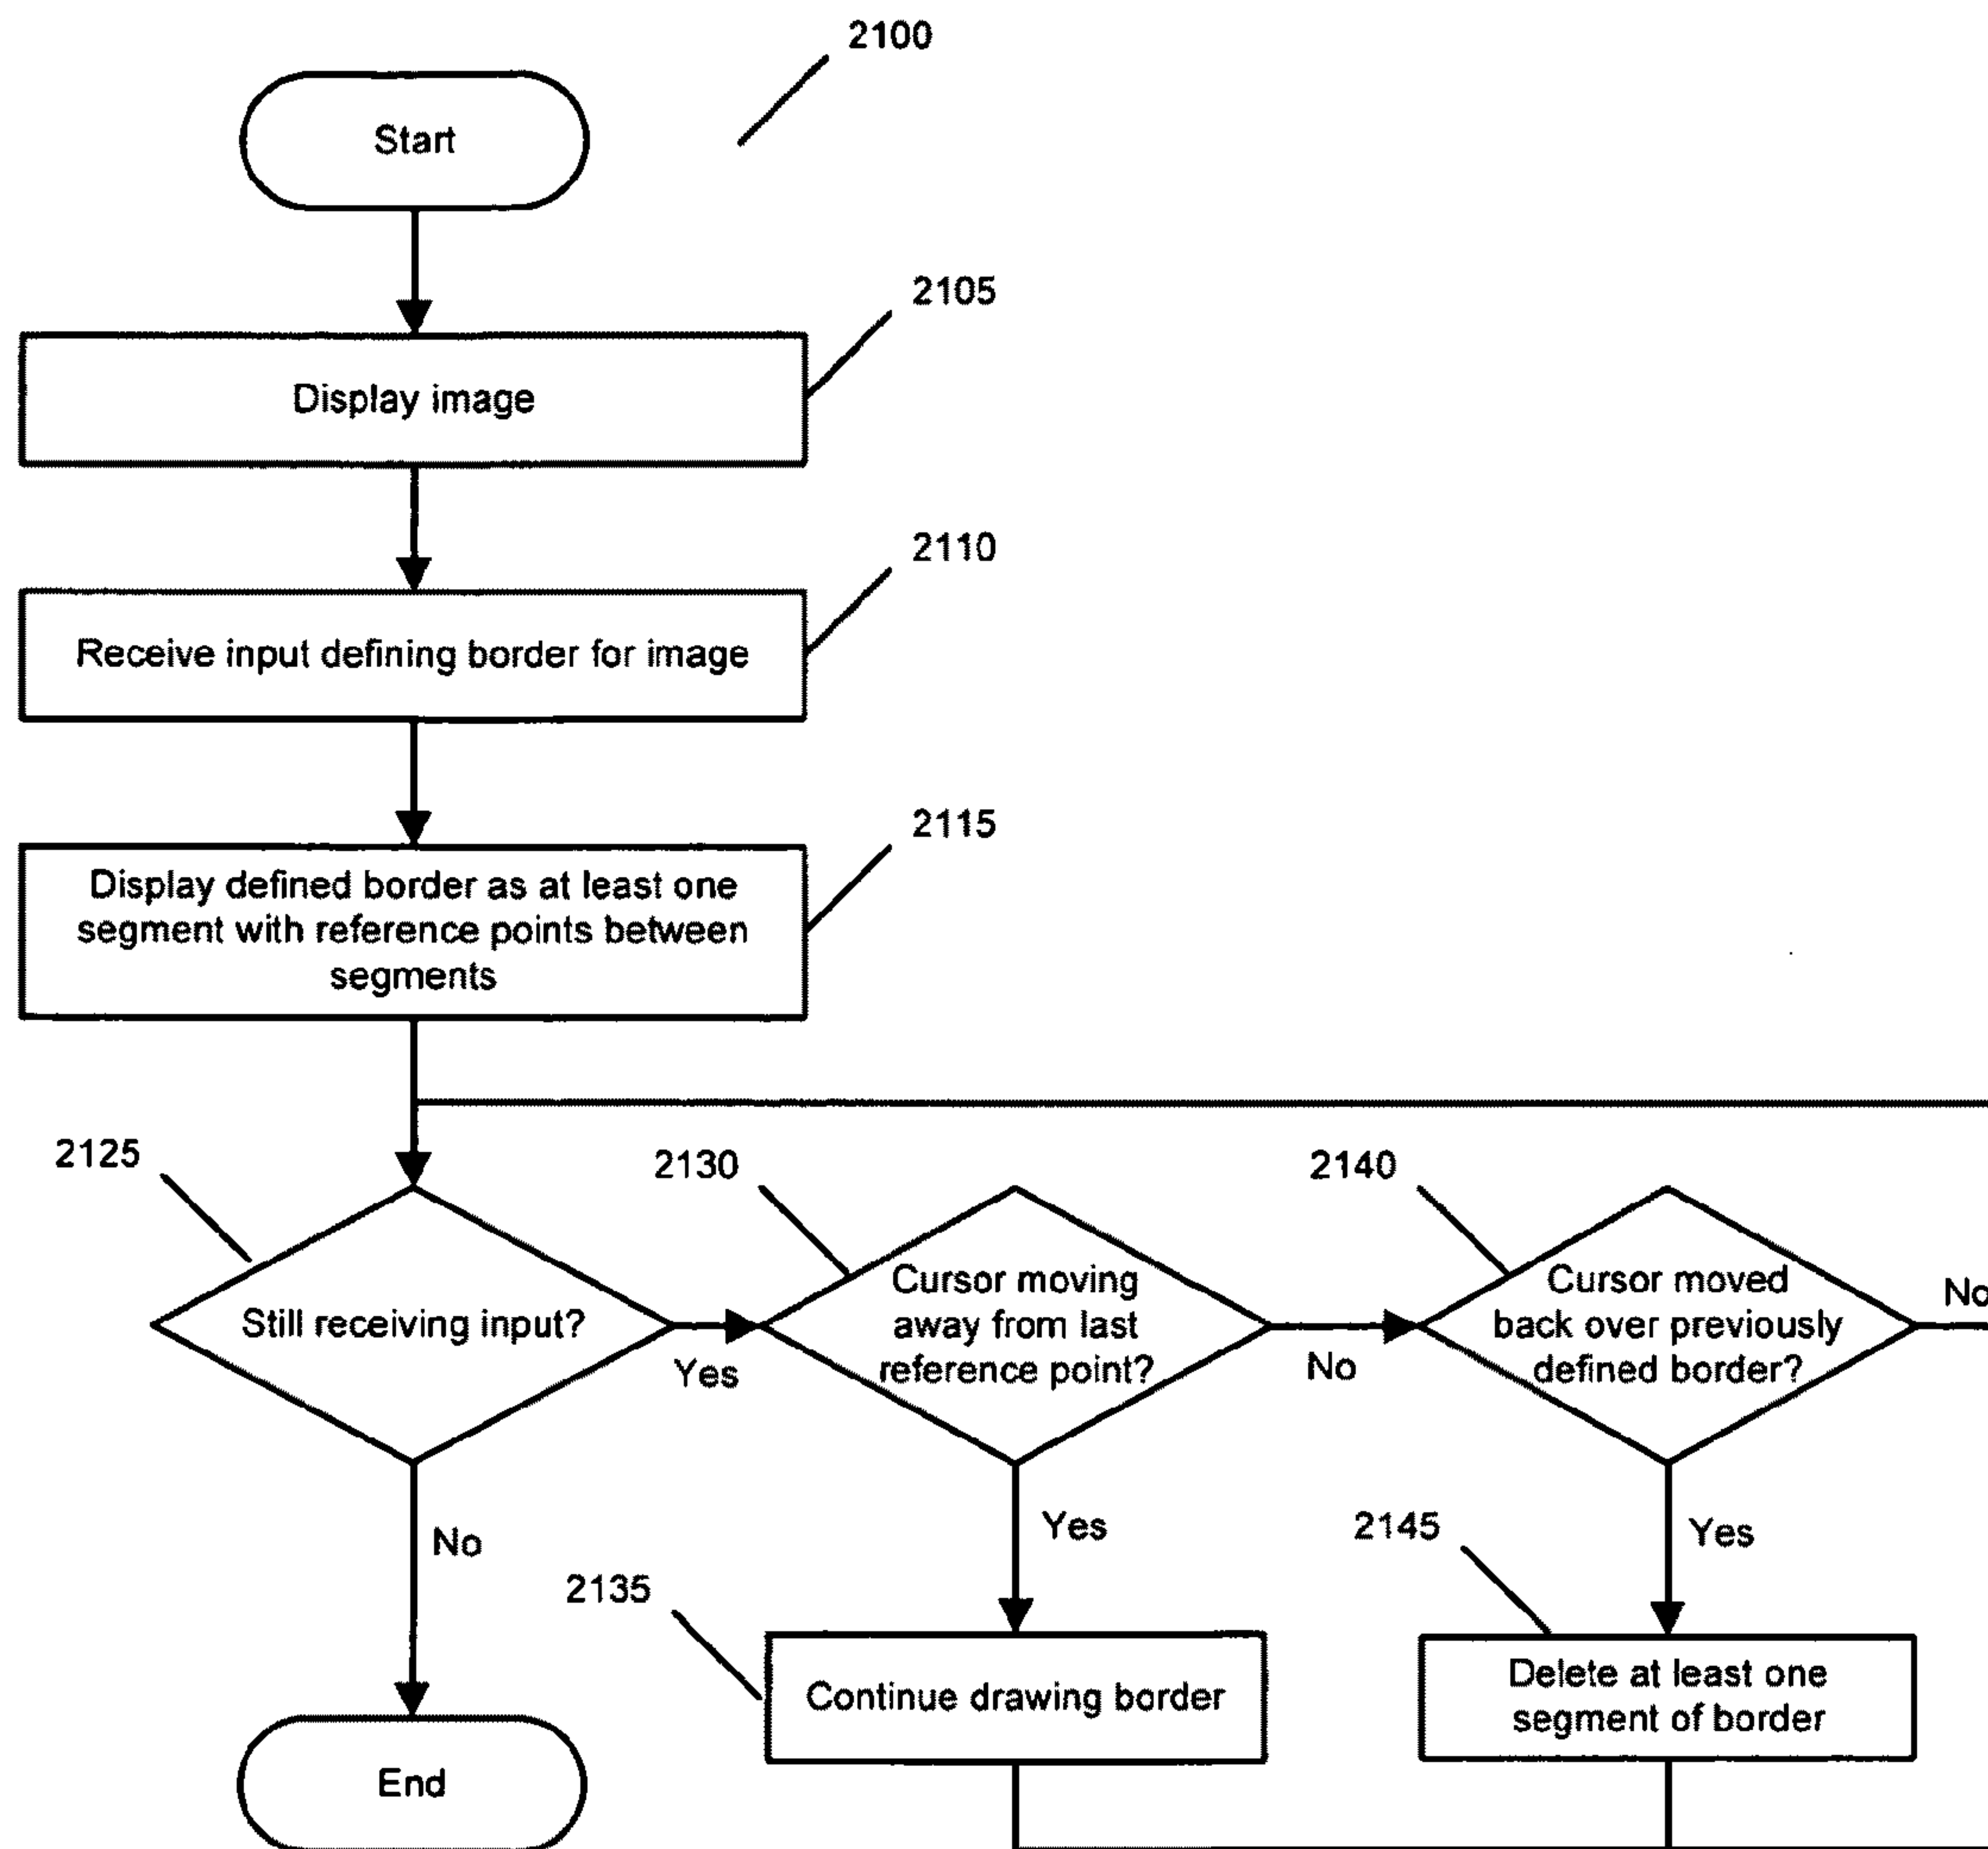 2100
Start
2105
Display image
2110
Receive input defining border for image
2115
Display defined border as at least one
segment with reference points between
segments
2125
2130
2140
Still receiving input?
Yes
Cursor moving
away from last
reference point?
No
Cursor moved
back over previously
defined border?
No
No
Yes
Yes
2135
2145
Continue drawing border
Delete at least one
segment of border
End